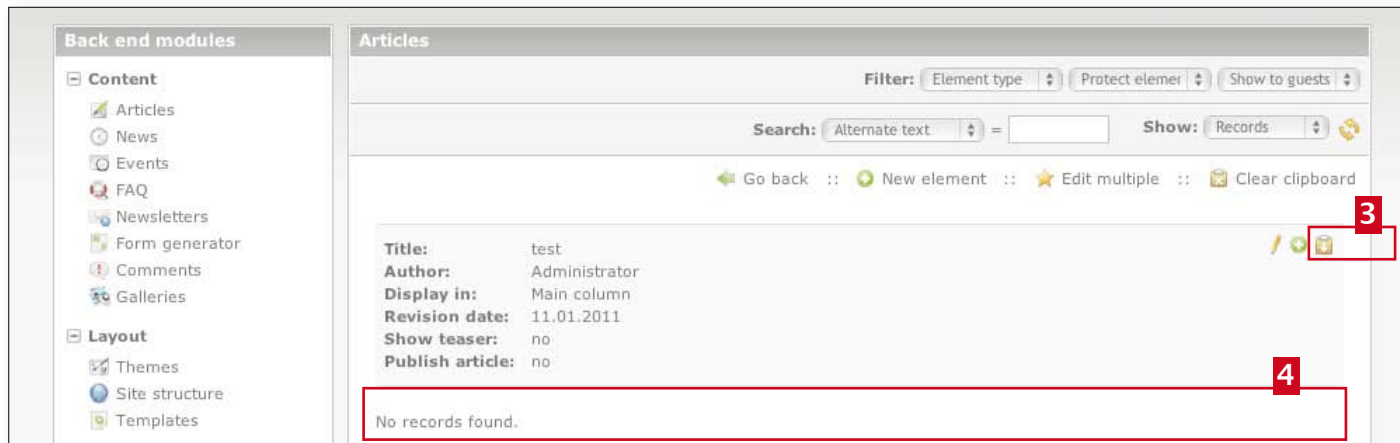 Back end modules
Content
Articles
News
Events
FAQ
Newsletters
Form generator
Comments
Galleries
Layout
Themes
Site structure
Templates
Articles
Filter: Element type Protect elemer Show to guests
Search: Alternate text = Show: Records
Go back :: New element :: Edit multiple :: Clear clipboard
3
Title: test
Author: Administrator
Display in: Main column
Revision date: 11.01.2011
Show teaser: no
Publish article: no
4
No records found.